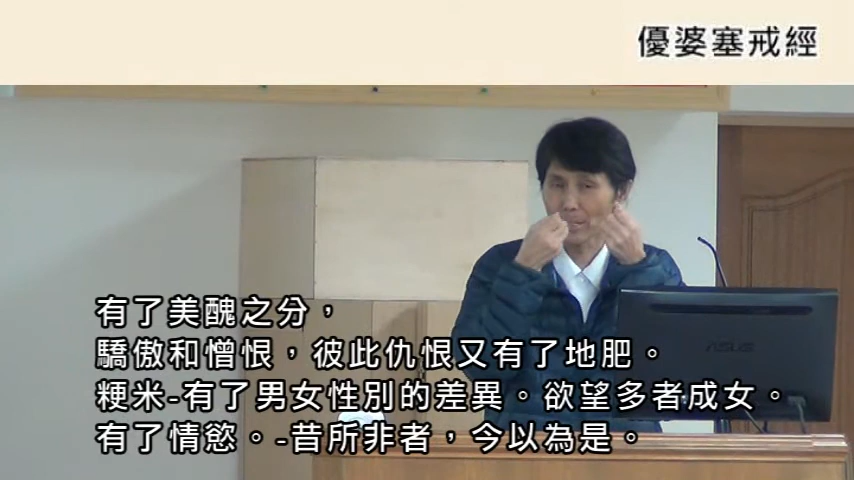 優婆塞戒經
ASUS
有了美醜之分，
驕傲和憎恨，彼此仇恨又有了地肥。
粳米-有了男女性別的差異。欲望多者成女。
有了情慾。-昔所非者，今以為是。